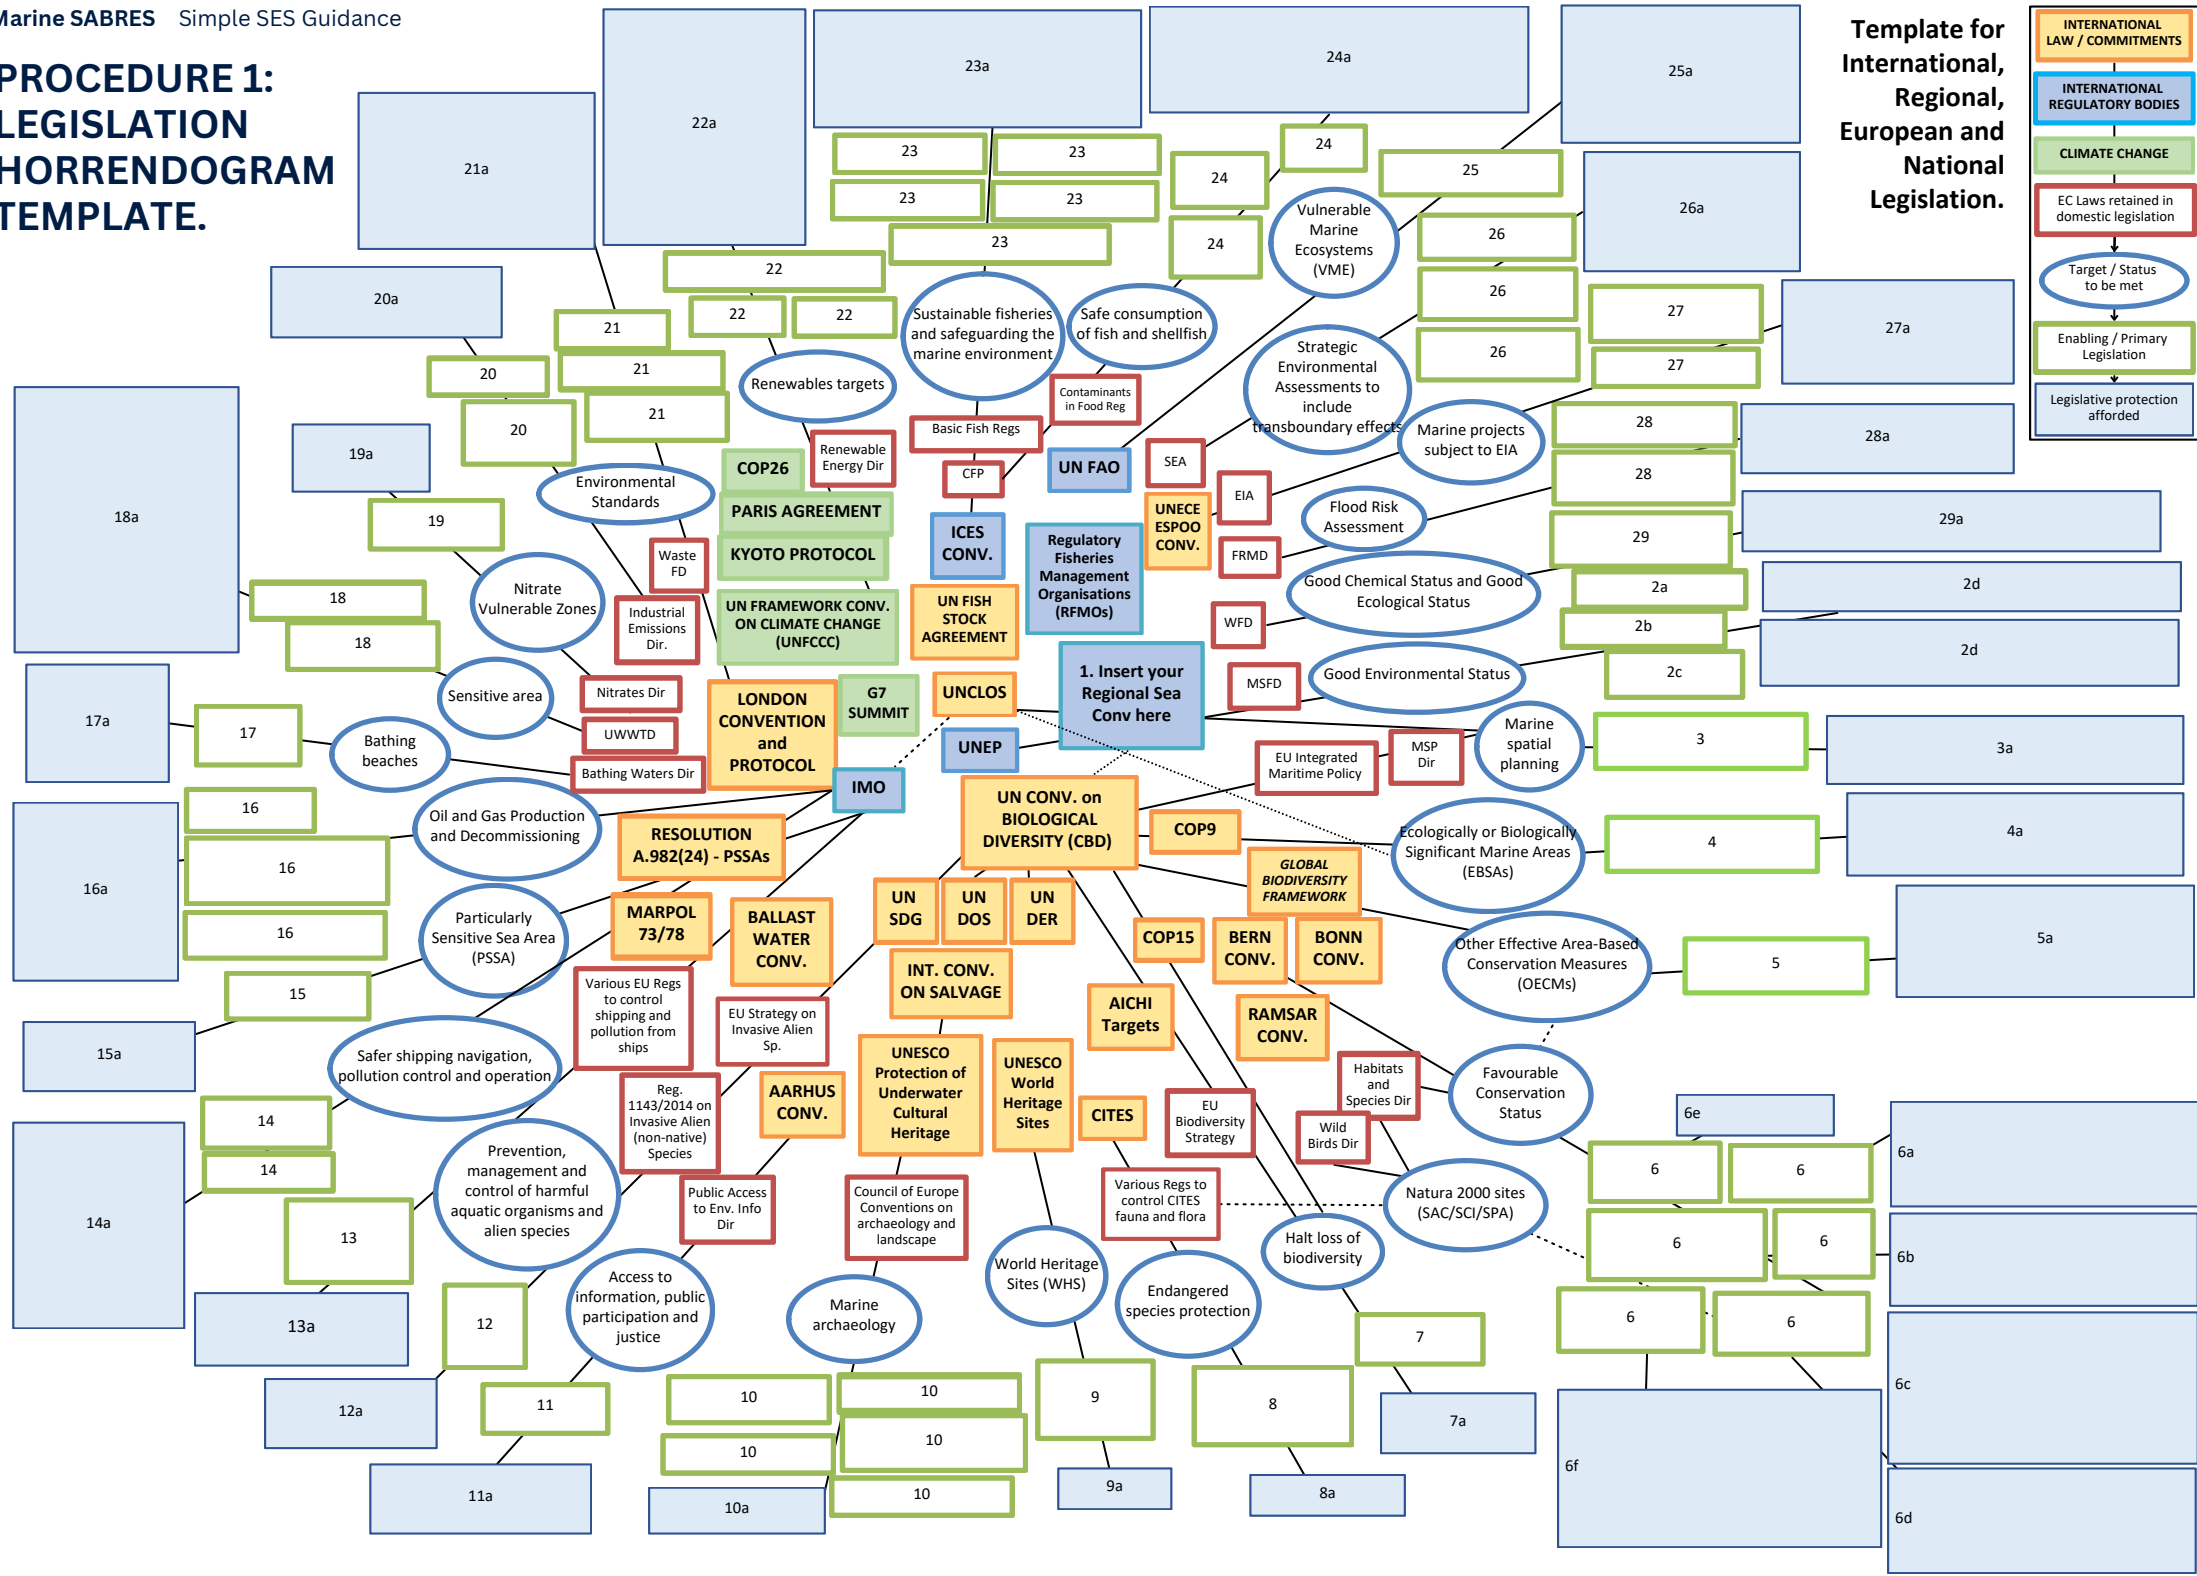 Marine SABRES Simple SES Guidance
PROCEDURE 1:
LEGISLATION
HORRENDOGRAM
TEMPLATE.
Template for
International,
Regional,
European and
National
Legislation.
INTERNATIONAL
LAW / COMMITMENTS
INTERNATIONAL
REGULATORY BODIES
CLIMATE CHANGE
EC Laws retained in
domestic legislation
Target / Status
to be met
Enabling / Primary
Legislation
Legislative protection
afforded
21a
22a
23a
24a
25a
26a
20a
27a
19a
28a
18a
29a
23
23
23
23
23
24
24
24
25
26
26
26
27
27
28
28
29
2a
2b
2c
2d
2d
22
22
22
21
21
21
20
20
19
18
18
Vulnerable
Marine
Ecosystems
(VME)
Sustainable fisheries
and safeguarding the
marine environment
Safe consumption
of fish and shellfish
Strategic
Environmental
Assessments to
include
transboundary effects
Renewables targets
Marine projects
subject to EIA
Environmental
Standards
Flood Risk
Assessment
Nitrate
Vulnerable Zones
Good Chemical Status and Good
Ecological Status
Sensitive area
Good Environmental Status
Contaminants
in Food Reg
Basic Fish Regs
CFP
Renewable
Energy Dir
COP26
PARIS AGREEMENT
KYOTO PROTOCOL
UN FRAMEWORK CONV.
ON CLIMATE CHANGE
(UNFCCC)
G7
SUMMIT
Waste
FD
Industrial
Emissions
Dir.
Nitrates Dir
UWWTD
Bathing Waters Dir
UN FAO
SEA
EIA
UNECE
ESPOO
CONV.
FRMD
WFD
MSFD
ICES
CONV.
Regulatory
Fisheries
Management
Organisations
(RFMOs)
UN FISH
STOCK
AGREEMENT
1. Insert your
Regional Sea
Conv here
UNCLOS
UNEP
LONDON
CONVENTION
and
PROTOCOL
IMO
17a
17
Bathing
beaches
EU Integrated
Maritime Policy
MSP
Dir
Marine
spatial
planning
3
3a
16a
16
16
16
Oil and Gas Production
and Decommissioning
RESOLUTION
A.982(24) - PSSAs
UN CONV. on
BIOLOGICAL
DIVERSITY (CBD)
COP9
Ecologically or Biologically
Significant Marine Areas
(EBSAs)
4
4a
GLOBAL
BIODIVERSITY
FRAMEWORK
UN
SDG
UN
DOS
UN
DER
Particularly
Sensitive Sea Area
(PSSA)
MARPOL
73/78
BALLAST
WATER
CONV.
COP15
BERN
CONV.
BONN
CONV.
Other Effective Area-Based
Conservation Measures
(OECMs)
5
5a
15
15a
Various EU Regs
to control
shipping and
pollution from
ships
INT. CONV.
ON SALVAGE
AICHI
Targets
RAMSAR
CONV.
EU Strategy on
Invasive Alien
Sp.
Safer shipping navigation,
pollution control and operation
UNESCO
Protection of
Underwater
Cultural
Heritage
UNESCO
World
Heritage
Sites
Habitats
and
Species Dir
Favourable
Conservation
Status
Reg.
1143/2014 on
Invasive Alien
(non-native)
Species
AARHUS
CONV.
CITES
EU
Biodiversity
Strategy
Wild
Birds Dir
14
14
14a
Prevention,
management and
control of harmful
aquatic organisms and
alien species
Public Access
to Env. Info
Dir
Council of Europe
Conventions on
archaeology and
landscape
Various Regs to
control CITES
fauna and flora
Natura 2000 sites
(SAC/SCI/SPA)
6e
6
6
6a
6
6
6b
6
6
6c
6f
6d
13
13a
Halt loss of
biodiversity
World Heritage
Sites (WHS)
Endangered
species protection
Access to
information, public
participation and
justice
Marine
archaeology
12
12a
11
11a
10
10
10
10
10
10a
9
9a
8
8a
7
7a